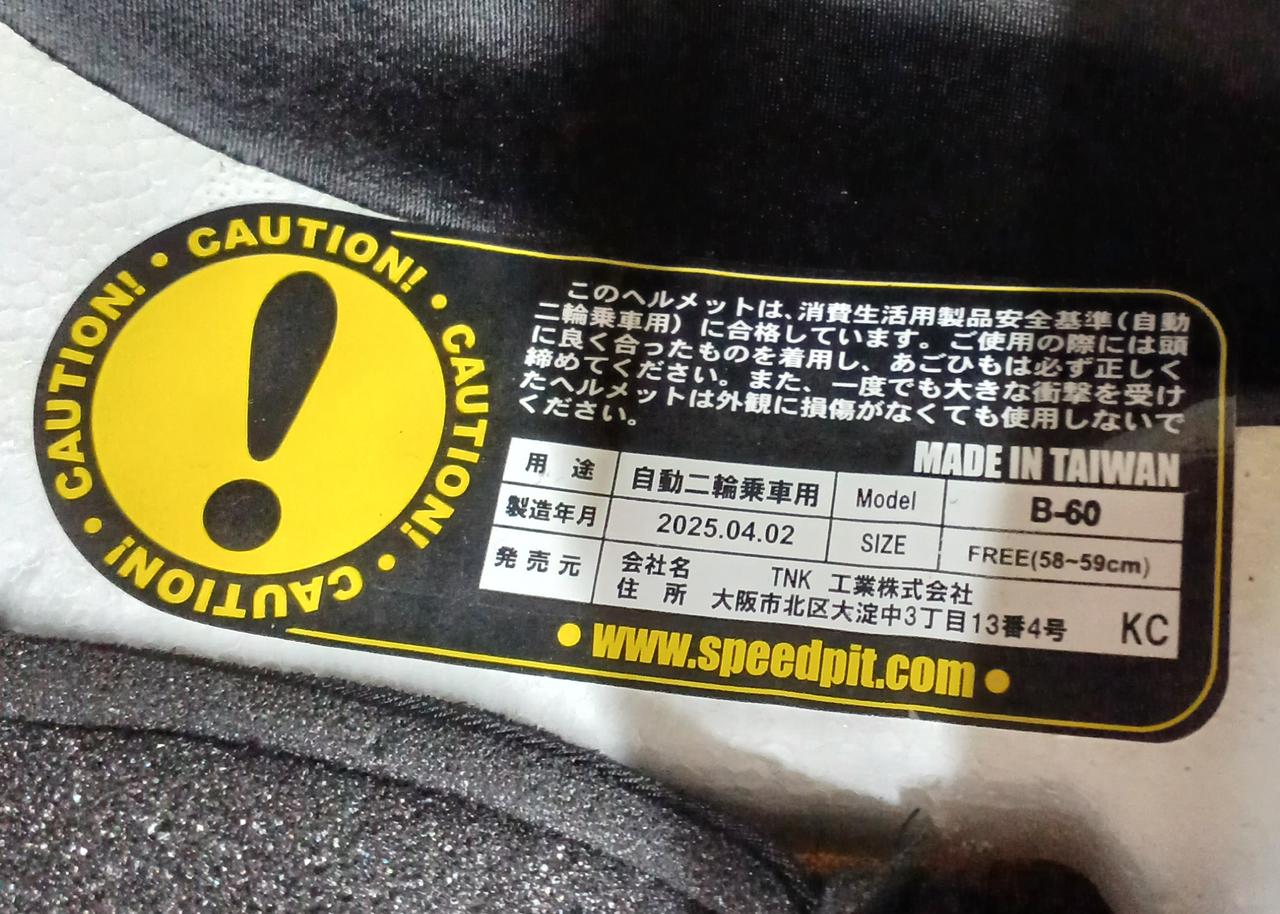 CAUTION! • CAUTION! • CAUTION! • CAUTION! •
このヘルメットは、消費生活用製品安全基準(自動
二輪乗車用)に合格しています。ご使用の際には頭
に良く合ったものを着用し、あごひもは必ず正しく
締めてください。また、一度でも大きな衝撃を受け
たヘルメットは外観に損傷がなくても使用しないで
ください。
MADE IN TAIWAN
用 途 自動二輪乗車用 Model B-60
製造年月 2025.04.02 SIZE FREE(58~59cm)
発売元 会社名 TNK 工業株式会社
住 所 大阪市北区大淀中3丁目13番4号 KC
• www.speedpit.com •